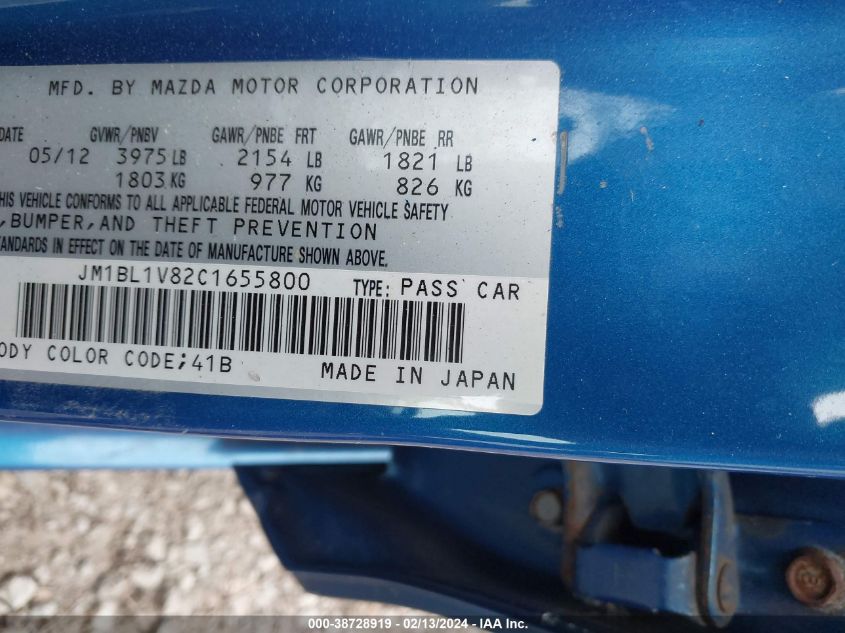 MFD. BY MAZDA MOTOR CORPORATION
DATE GVWR/PNBV GAWR/PNBE FRT GAWR/PNBE RR
05/12 3975 LB 2154 LB 1821 LB
1803 KG 977 KG 826 KG
THIS VEHICLE CONFORMS TO ALL APPLICABLE FEDERAL MOTOR VEHICLE SAFETY
,BUMPER,AND THEFT PREVENTION
STANDARDS IN EFFECT ON THE DATE OF MANUFACTURE SHOWN ABOVE.
JM1BL1V82C1655800 TYPE: PASS CAR
BODY COLOR CODE;41B MADE IN JAPAN
000-38728919 - 02/13/2024 - IAA Inc.